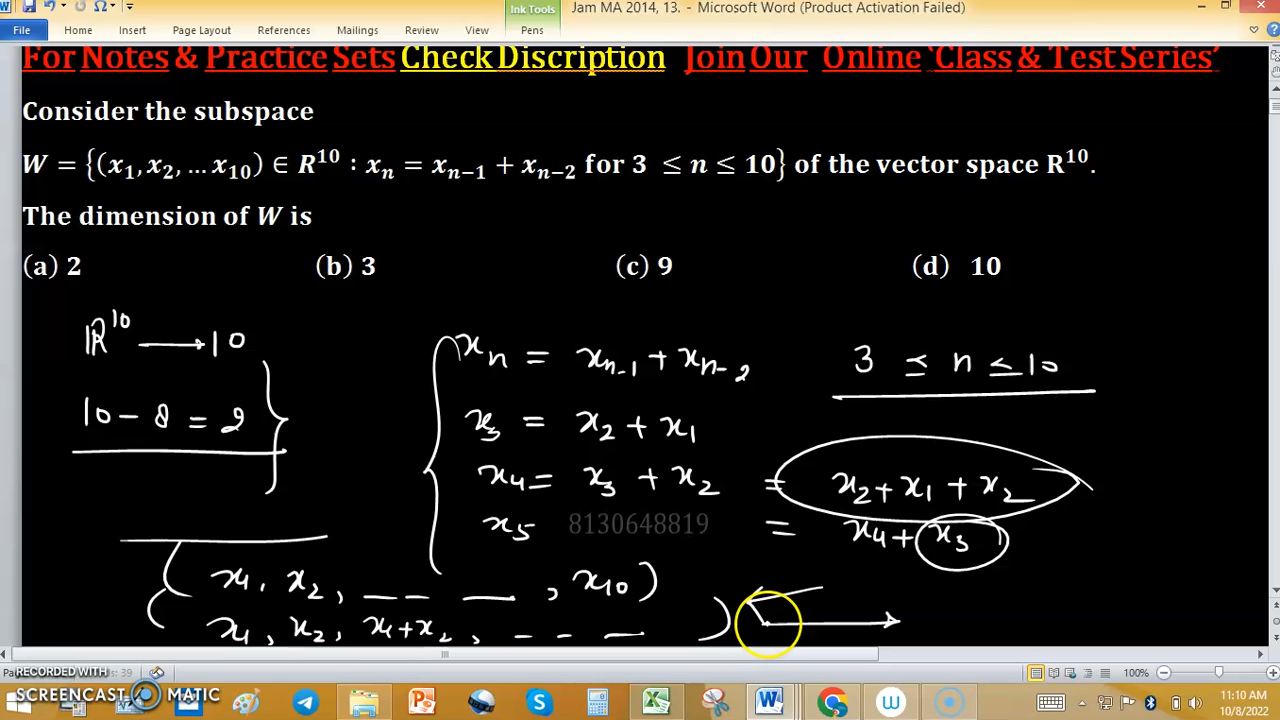 Jam MA 2014, 13. - Microsoft Word (Product Activation Failed)
Ink Tools
File Home Insert Page Layout References Mailings Review View Pens
For Notes & Practice Sets Check Discription Join Our Online ‘Class & Test Series’
Consider the subspace
W = {(x₁, x₂, … x₁₀) ∈ R¹⁰ : xₙ = xₙ₋₁ + xₙ₋₂ for 3 ≤ n ≤ 10} of the vector space R¹⁰.
The dimension of W is
(a) 2 (b) 3 (c) 9 (d) 10
ℝ¹⁰ → 10
10 - 8 = 2
xₙ = xₙ₋₁ + xₙ₋₂ 3 ≤ n ≤ 10
x₃ = x₂ + x₁
x₄ = x₃ + x₂ = x₂ + x₁ + x₂
x₅ 8130648819 = x₄ + x₃
(x₁, x₂, _ _ _, x₁₀)
(x₁, x₂, x₁+x₂, _ _ _ )
RECORDED WITH
SCREENCAST MATIC
39
100%
11:10 AM
10/8/2022